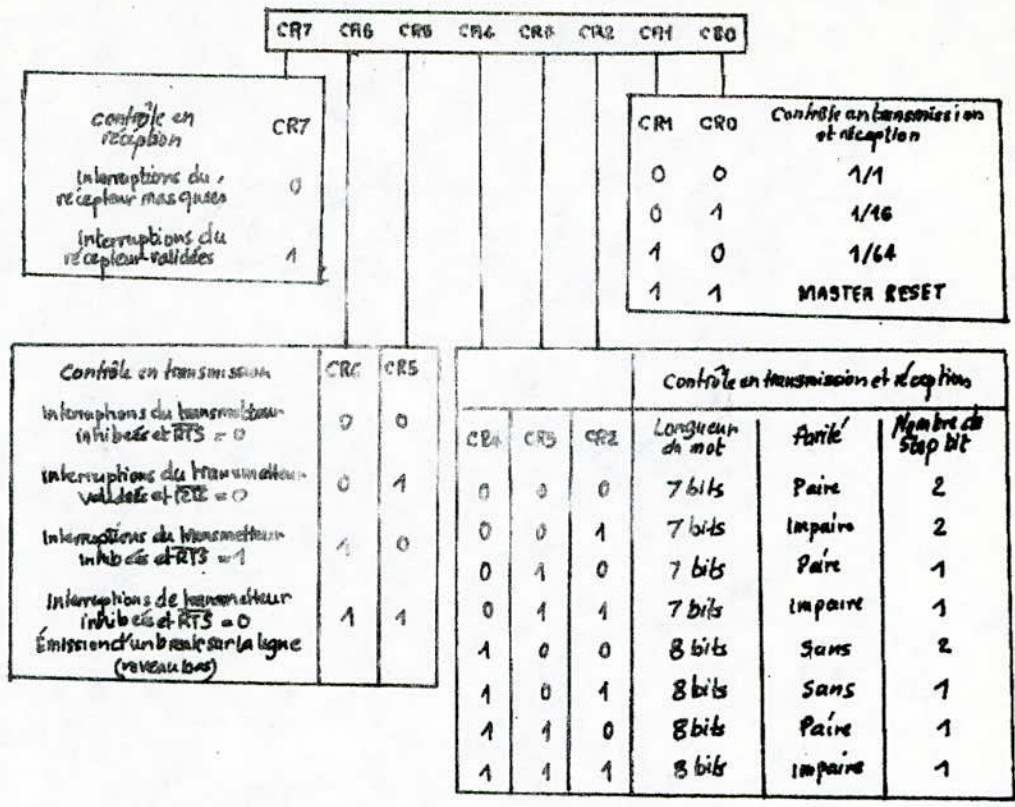 CR7 CR6 CR5 CR4 CR3 CR2 CR1 CR0
Contrôle en
réception
CR7
Interruptions du
récepteur masquées
0
Interruptions du
récepteur validées
1
CR1 CR0 Contrôle en transmission
et réception
0 0 1/1
0 1 1/16
1 0 1/64
1 1 MASTER RESET
Contrôle en transmission CR6 CR5
Interruptions du transmetteur
inhibées et RTS = 0
0 0
Interruptions du transmetteur
validées et RTS = 0
0 1
Interruptions du transmetteur
inhibées et RTS = 1
1 0
Interruptions de transmetteur
inhibées et RTS = 0
1 1
Émission d'un break sur la ligne
(niveau bas)
Contrôle en transmission et réception
CR4 CR3 CR2 Longueur
de mot
Parité
Nombre de
Stop bit
0 0 0 7 bits Paire 2
0 0 1 7 bits Impaire 2
0 1 0 7 bits Paire 1
0 1 1 7 bits Impaire 1
1 0 0 8 bits Sans 2
1 0 1 8 bits Sans 1
1 1 0 8 bits Paire 1
1 1 1 8 bits Impaire 1